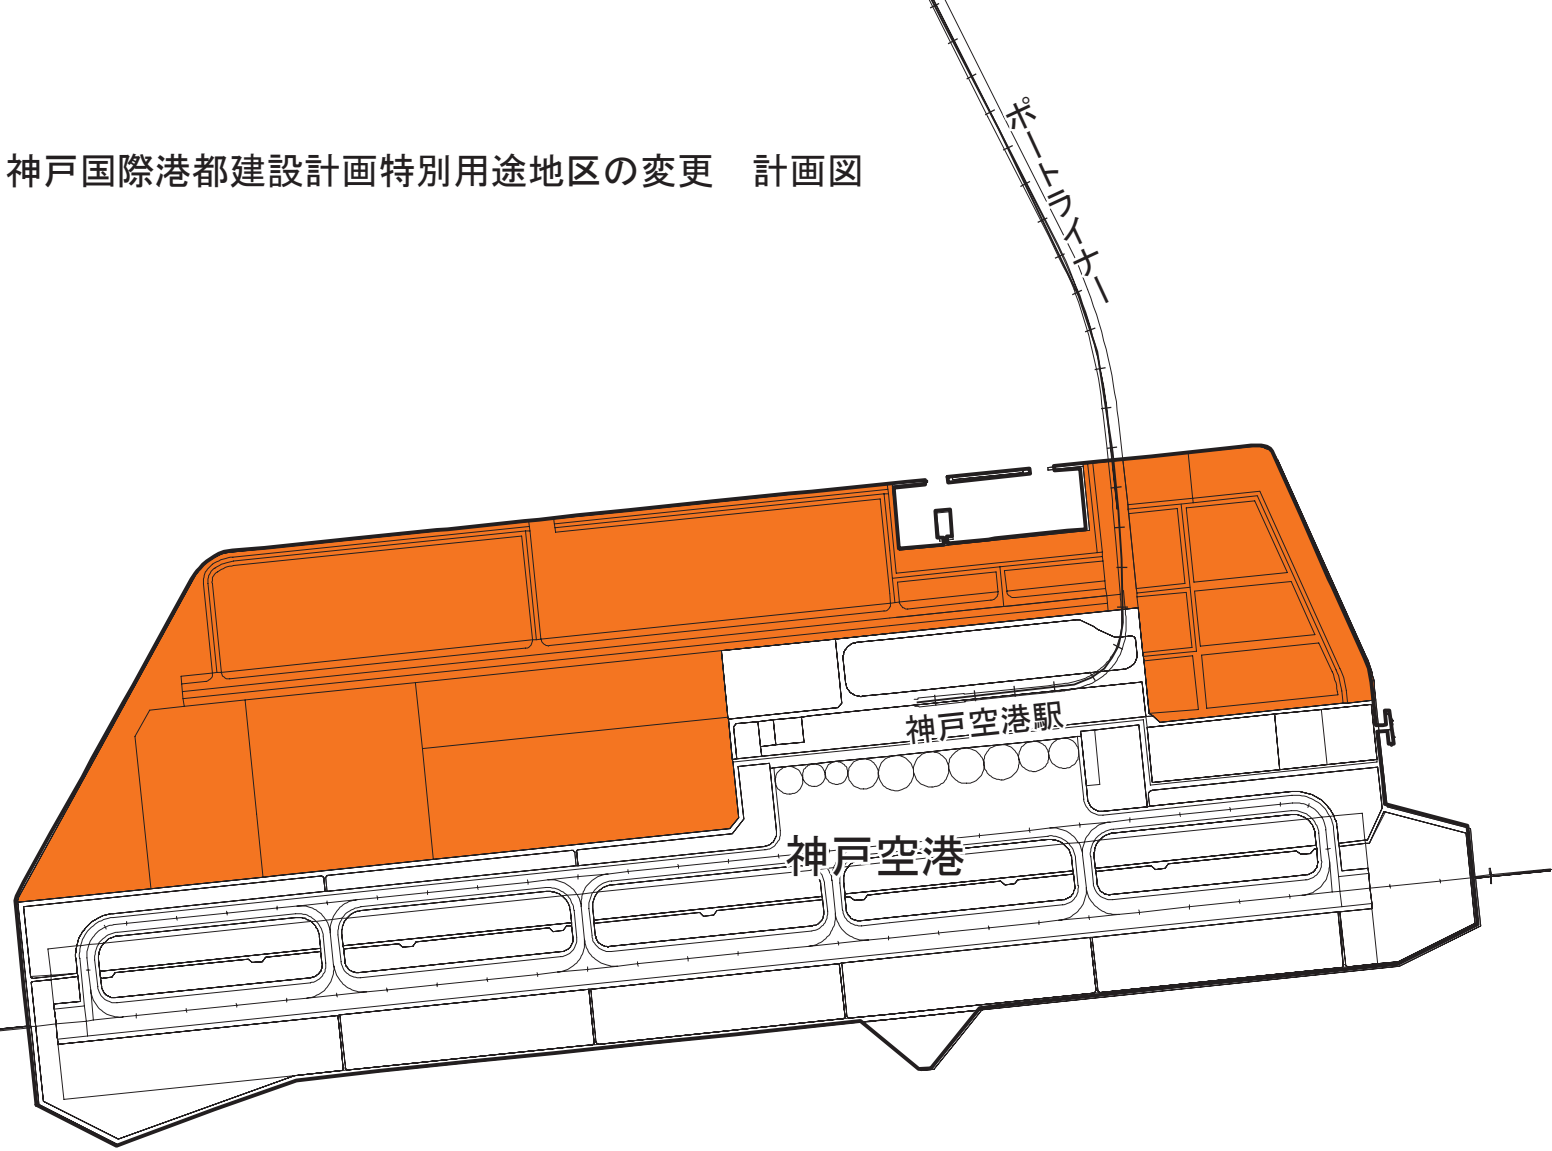 神戸国際港都建設計画特別用途地区の変更　計画図
ポートライナー
神戸空港駅
神戸空港